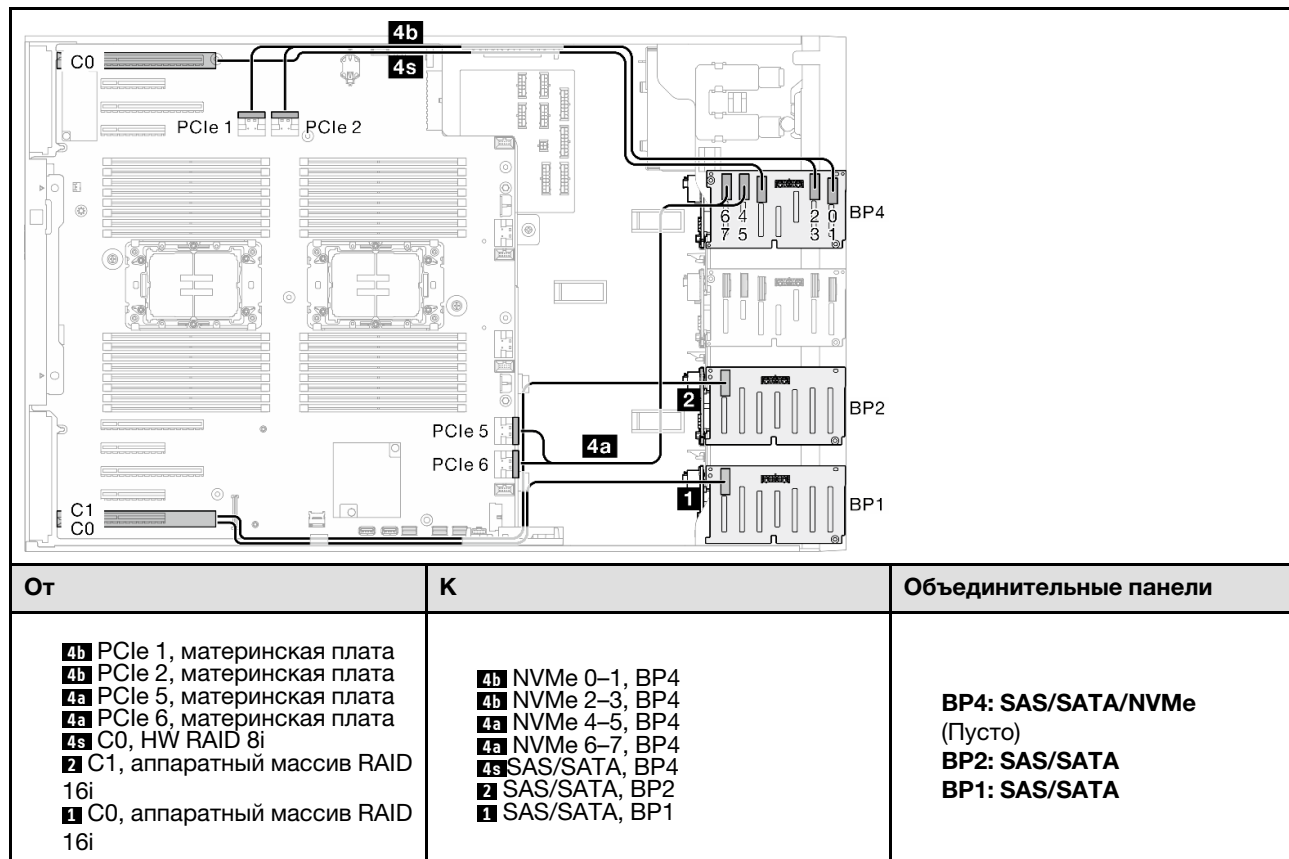 4b
C0
4s
PCIe 1
PCIe 2
6 4 2 0
7 5 3 1
BP4
2
BP2
PCIe 5
4a
PCIe 6
1
BP1
C1
C0
От
К
Объединительные панели
4b PCIe 1, материнская плата
4b PCIe 2, материнская плата
4a PCIe 5, материнская плата
4a PCIe 6, материнская плата
4s C0, HW RAID 8i
2 C1, аппаратный массив RAID
16i
1 C0, аппаратный массив RAID
16i
4b NVMe 0–1, BP4
4b NVMe 2–3, BP4
4a NVMe 4–5, BP4
4a NVMe 6–7, BP4
4s SAS/SATA, BP4
2 SAS/SATA, BP2
1 SAS/SATA, BP1
BP4: SAS/SATA/NVMe
(Пусто)
BP2: SAS/SATA
BP1: SAS/SATA